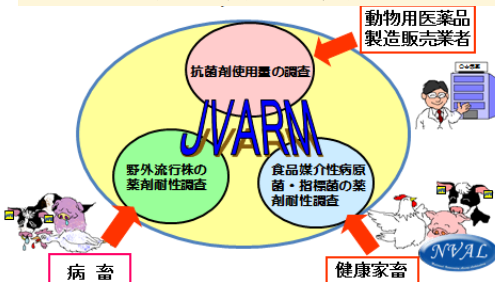 動物用医薬品
製造販売業者
抗菌剤使用量の調査
JVARM
野外流行株の
薬剤耐性調査
食品媒介性病原
菌・指標菌の薬
剤耐性調査
病 畜
健康家畜
NVAL